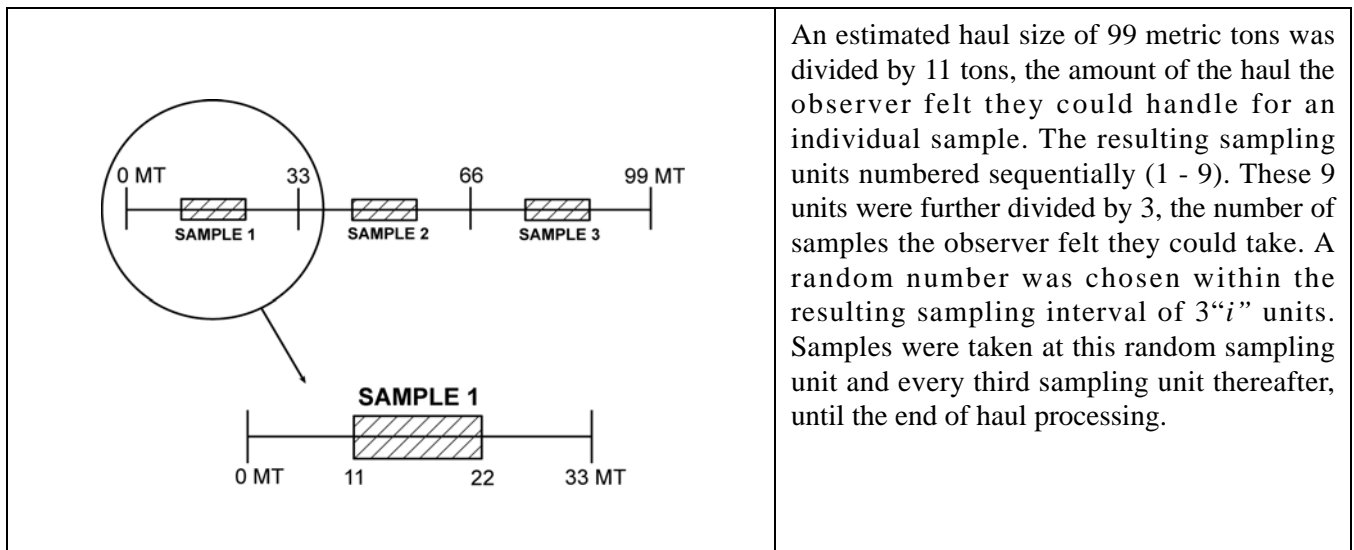 0 MT 33 66 99 MT
SAMPLE 1 SAMPLE 2 SAMPLE 3
SAMPLE 1
0 MT 11 22 33 MT
An estimated haul size of 99 metric tons was
divided by 11 tons, the amount of the haul the
observer felt they could handle for an
individual sample. The resulting sampling
units numbered sequentially (1 - 9). These 9
units were further divided by 3, the number of
samples the observer felt they could take. A
random number was chosen within the
resulting sampling interval of 3“i” units.
Samples were taken at this random sampling
unit and every third sampling unit thereafter,
until the end of haul processing.